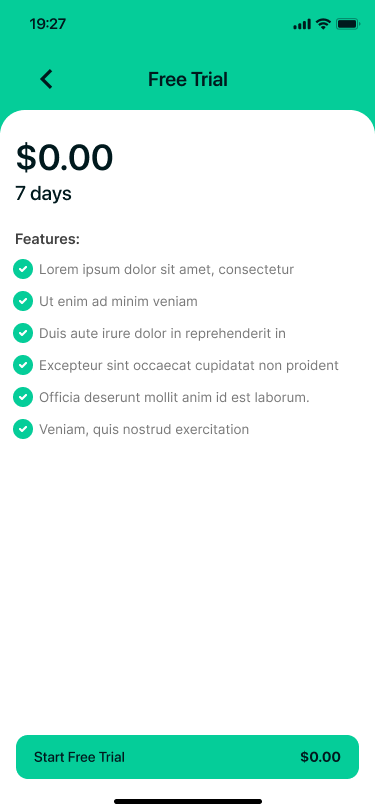 19:27
Free Trial
$0.00
7 days
Features:
Lorem ipsum dolor sit amet, consectetur
Ut enim ad minim veniam
Duis aute irure dolor in reprehenderit in
Excepteur sint occaecat cupidatat non proident
Officia deserunt mollit anim id est laborum.
Veniam, quis nostrud exercitation
Start Free Trial $0.00